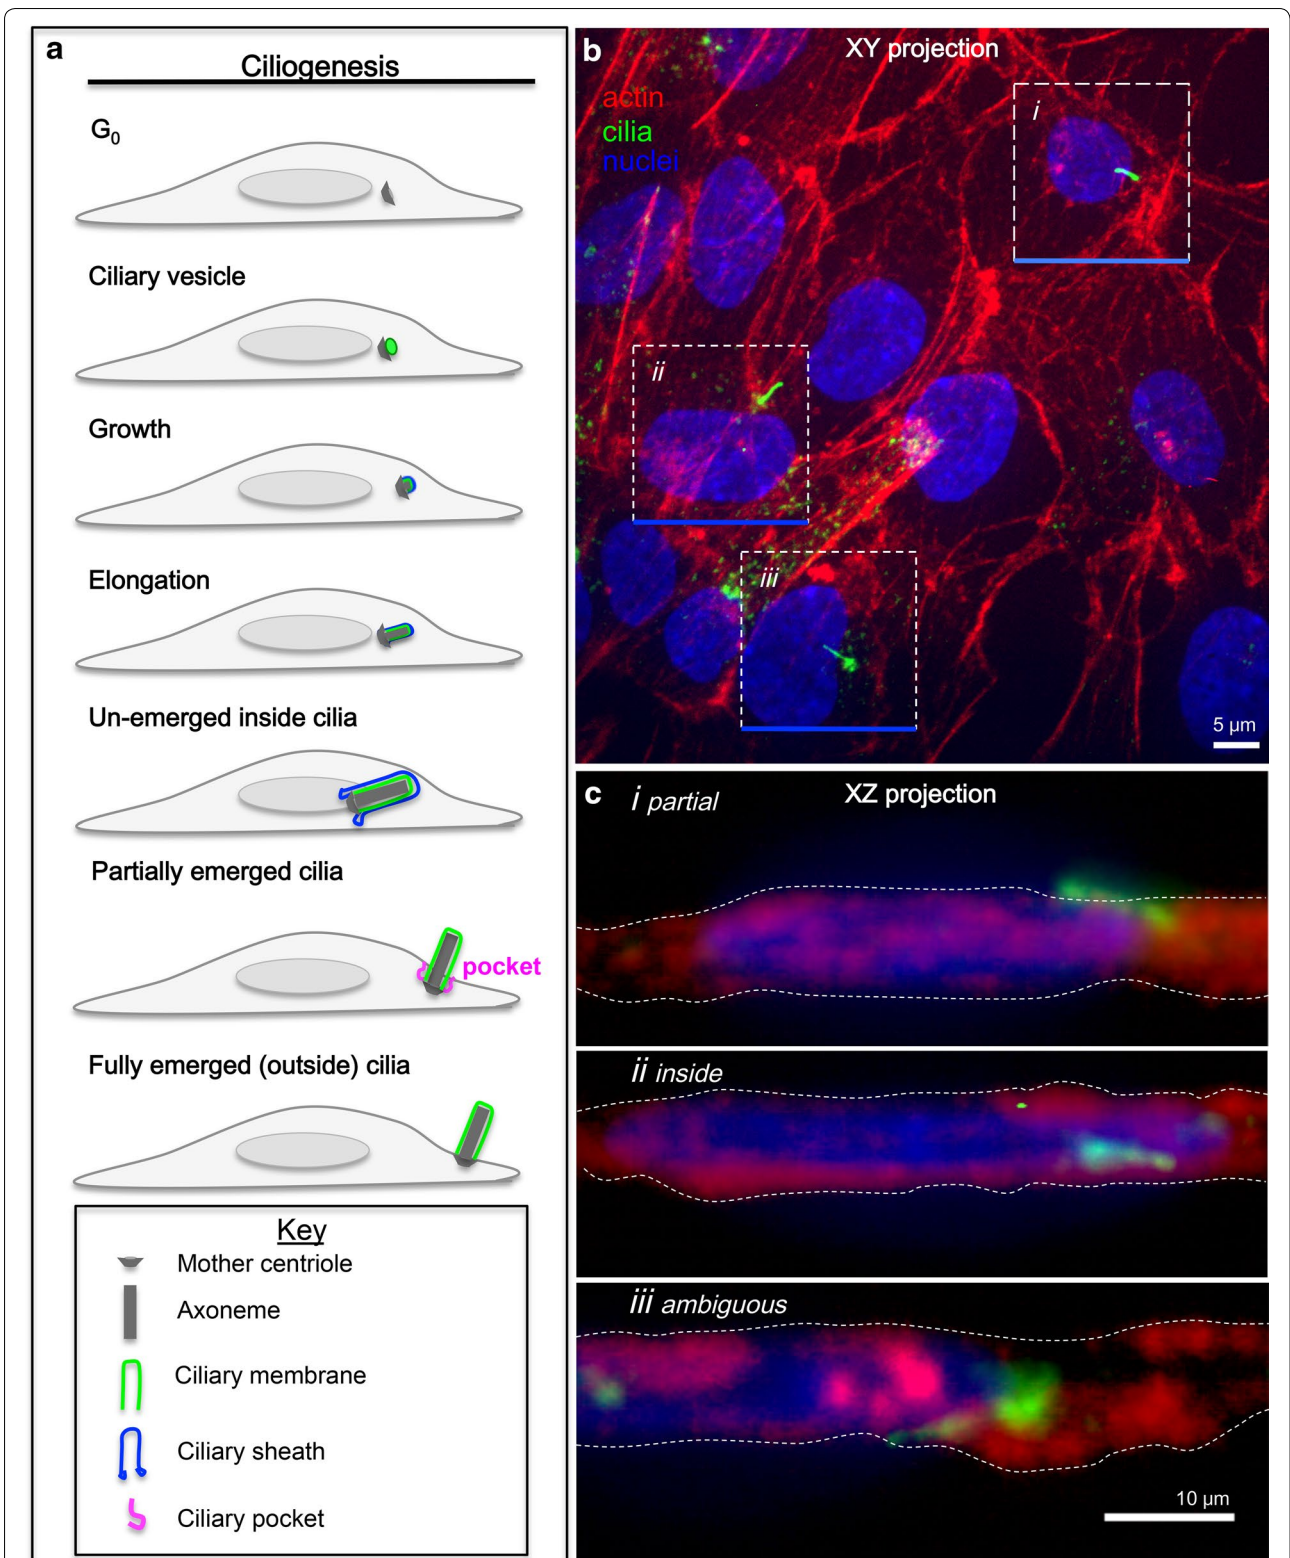 a
Ciliogenesis
G0
Ciliary vesicle
Growth
Elongation
Un-emerged inside cilia
Partially emerged cilia
pocket
Fully emerged (outside) cilia
Key
Mother centriole
Axoneme
Ciliary membrane
Ciliary sheath
Ciliary pocket
b
XY projection
actin
cilia
nuclei
i
ii
iii
5 µm
c
i partial
XZ projection
ii inside
iii ambiguous
10 µm